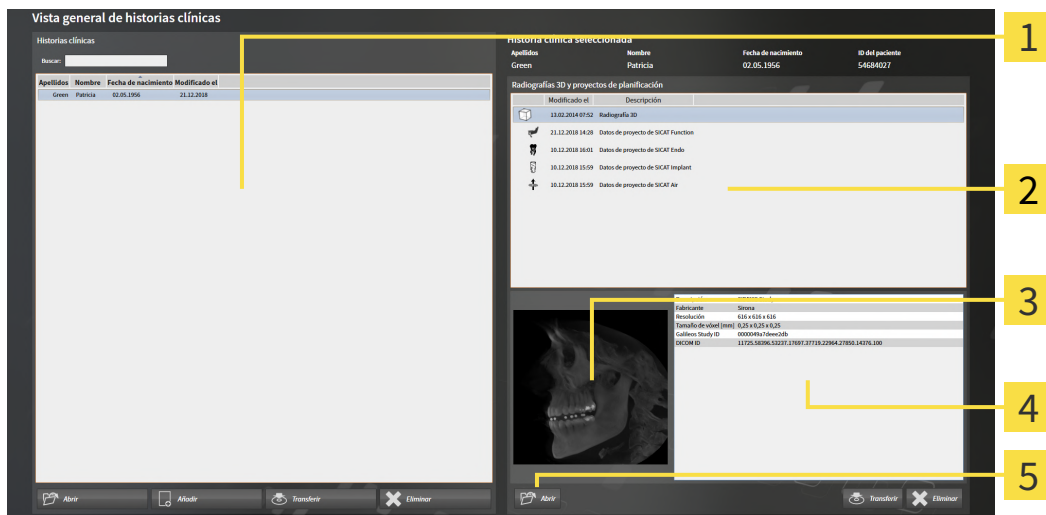 Vista general de historias clínicas
Historias clínicas
Buscar:
Apellidos Nombre Fecha de nacimiento Modificado el
Green Patricia 02.05.1956 21.12.2018
Abrir Añadir Transferir Eliminar
Historia clínica seleccionada
Apellidos Nombre Fecha de nacimiento ID del paciente
Green Patricia 02.05.1956 54684027
Radiografías 3D y proyectos de planificación
Modificado el Descripción
13.02.2014 07:52 Radiografía 3D
21.12.2018 14:28 Datos de proyecto de SICAT Function
10.12.2018 16:01 Datos de proyecto de SICAT Endo
10.12.2018 15:59 Datos de proyecto de SICAT Implant
10.12.2018 15:59 Datos de proyecto de SICAT Air
Fabricante Sirona
Resolución 616 x 616 x 616
Tamaño de vóxel [mm] 0,25 x 0,25 x 0,25
Galileos Study ID 0000049a7deee2db
DICOM ID 11725.58396.53237.17697.37719.22964.27850.14376.100
Abrir Transferir Eliminar
1
2
3
4
5